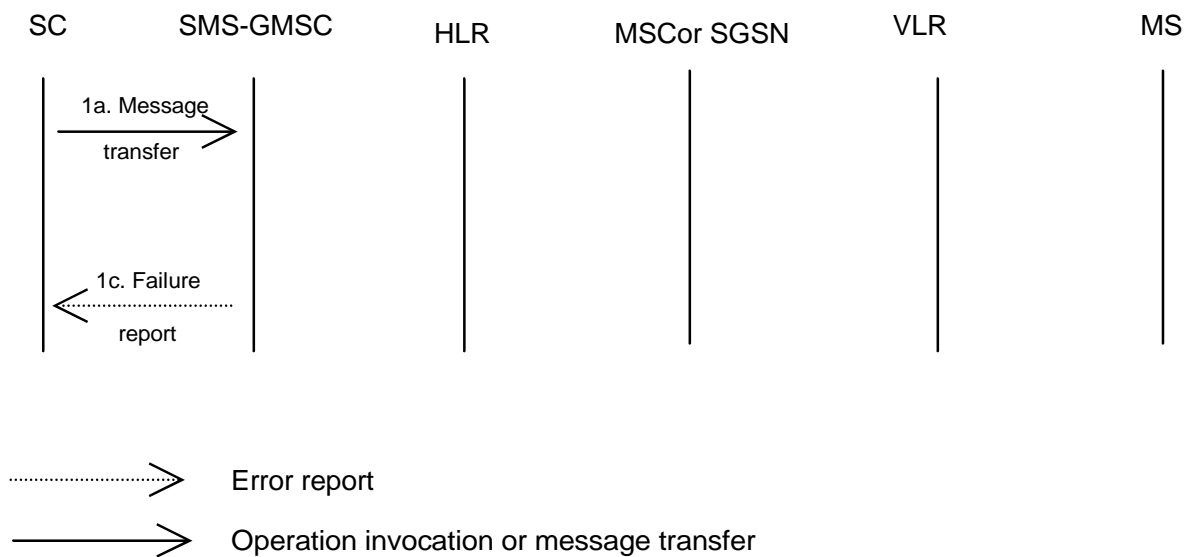 SC SMS-GMSC HLR MSCor SGSN VLR MS
1a. Message
transfer
1c. Failure
report
Error report
Operation invocation or message transfer